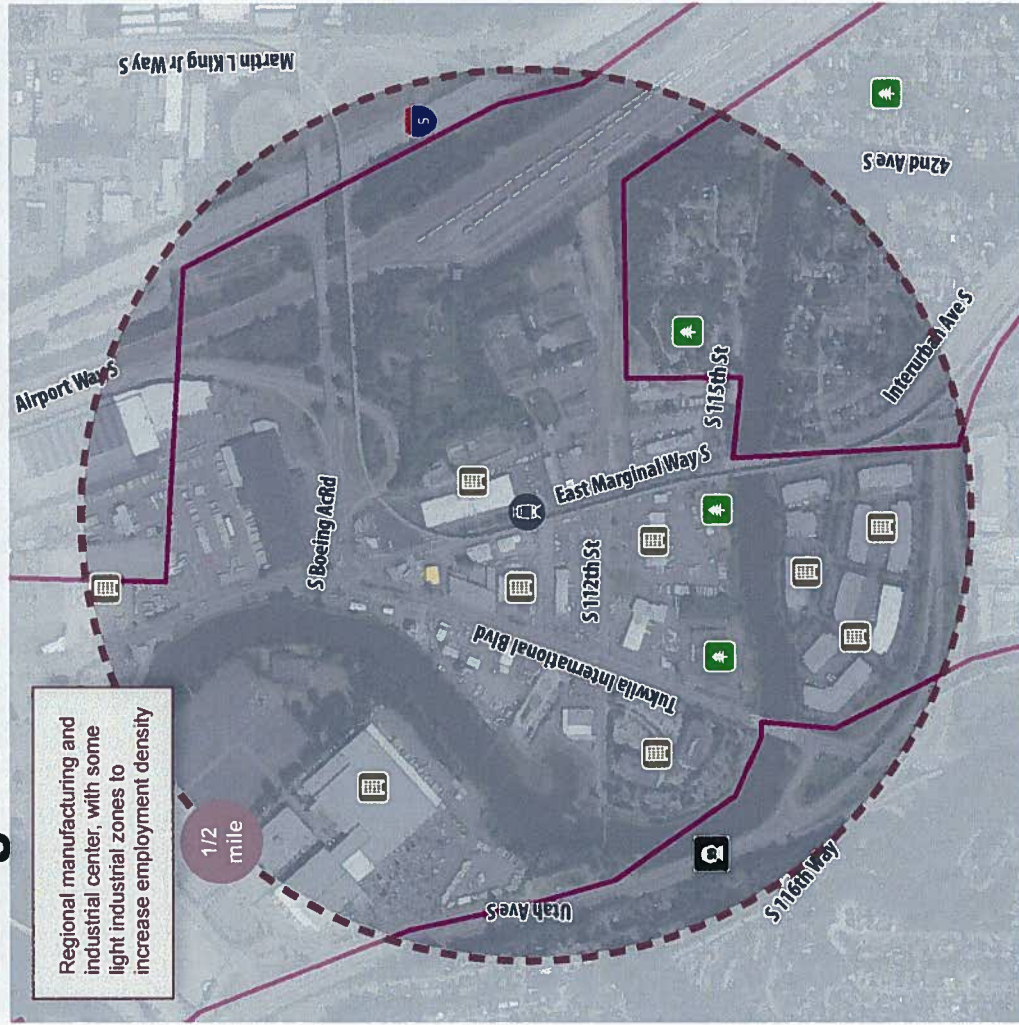 Martin L King Jr Way S
5
Airport Way S
42nd Ave S
S 115th St
Interurban Ave S
S Boeing AcRd
East Marginal Way S
S 112th St
Tukwila International Blvd
Regional manufacturing and
industrial center, with some
light industrial zones to
increase employment density
1/2
mile
Utah Ave S
S 116th Way